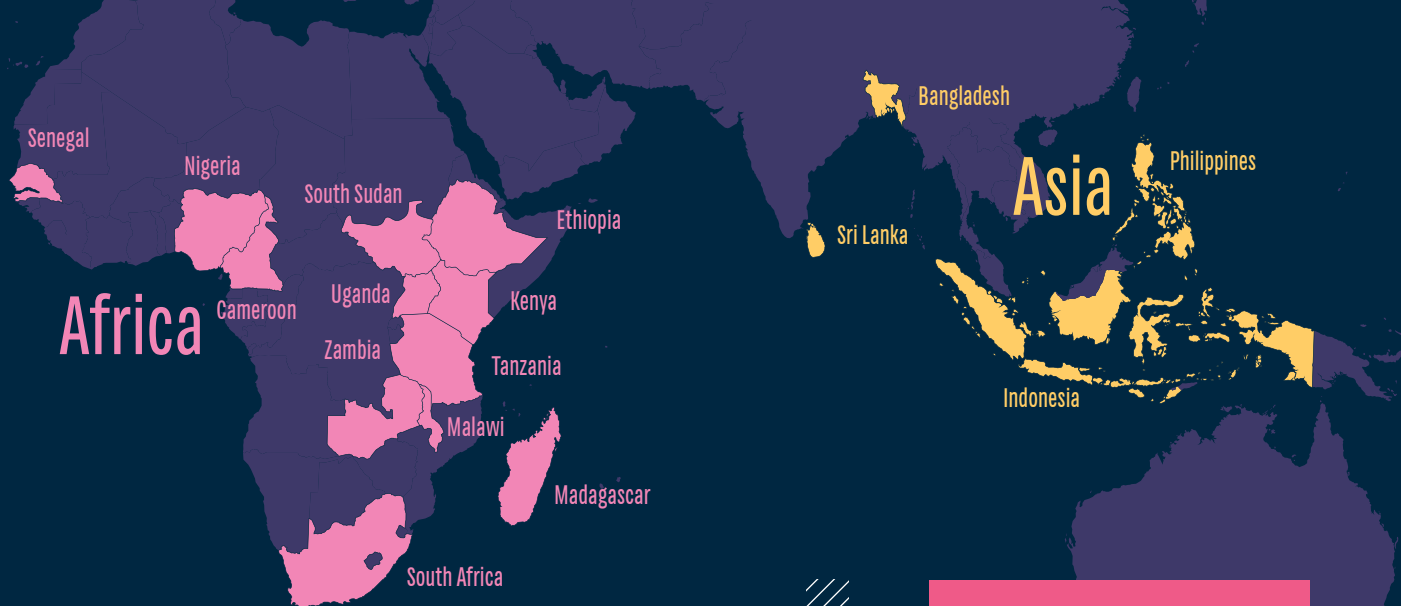 Senegal
Nigeria
South Sudan
Ethiopia
Uganda
Kenya
Cameroon
Africa
Zambia
Tanzania
Malawi
Madagascar
South Africa
Bangladesh
Asia
Philippines
Sri Lanka
Indonesia